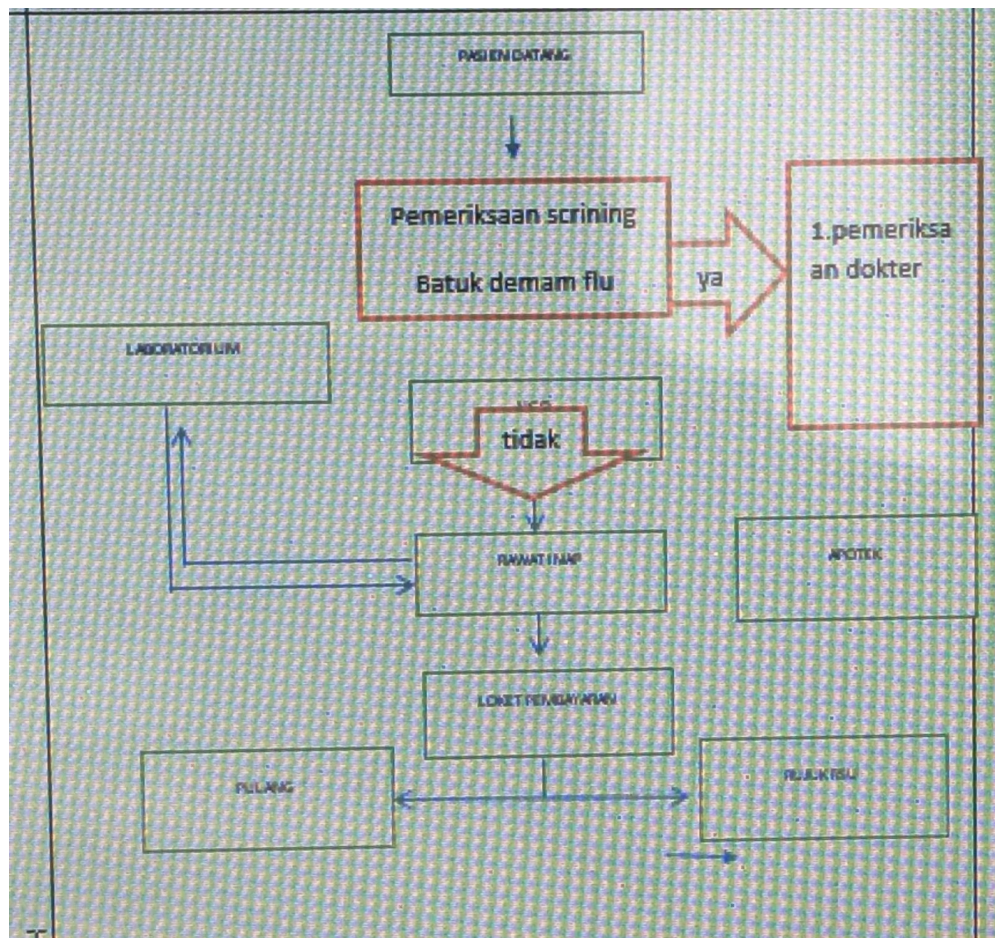 PASIEN DATANG
Pemeriksaan scrining
Batuk demam flu
ya
1.pemeriksa
an dokter
LABORATORIUM
tidak
RAWAT INAP
APOTEK
LOKET PEMBAYARAN
PULANG
RUJUK RSU